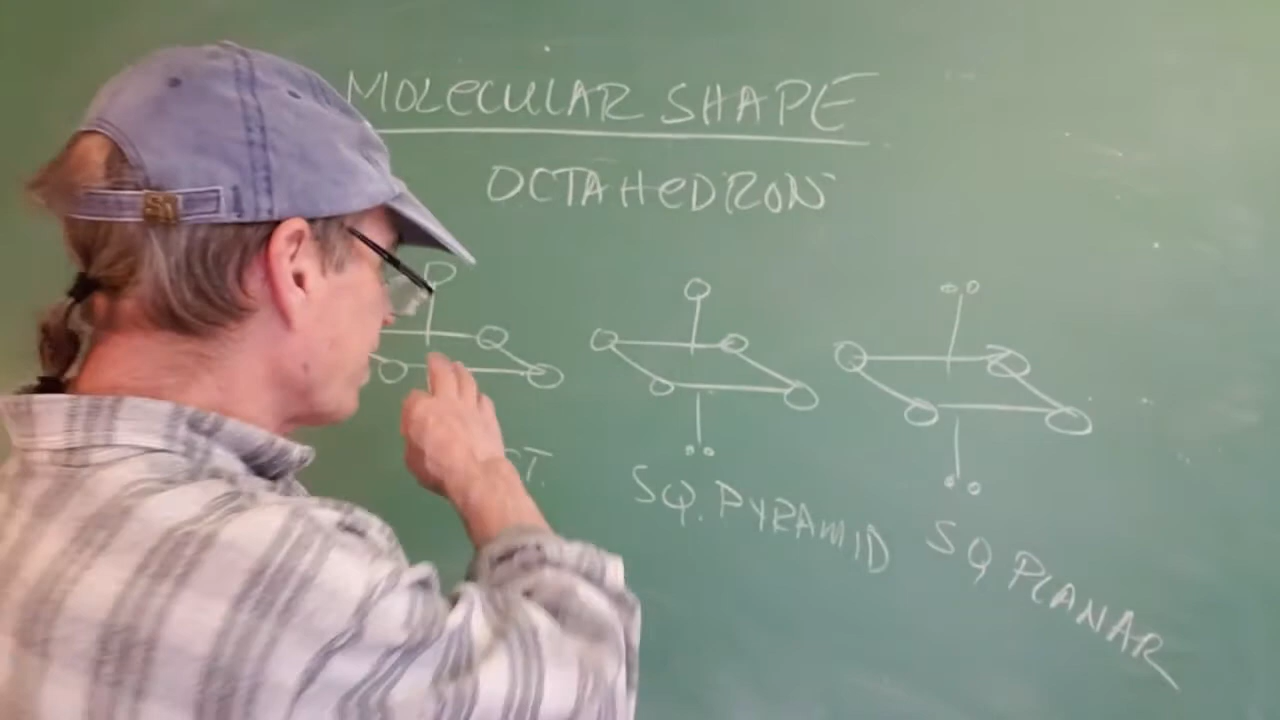 MOLECULAR SHAPE
OCTAHEDRON
SQ. PYRAMID
SQ PLANAR